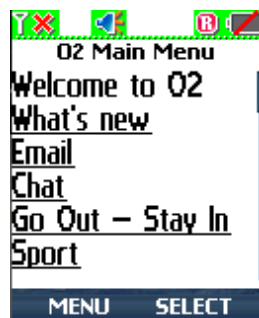 R
O2 Main Menu
Welcome to O2
What's new
Email
Chat
Go Out – Stay In
Sport
MENU SELECT